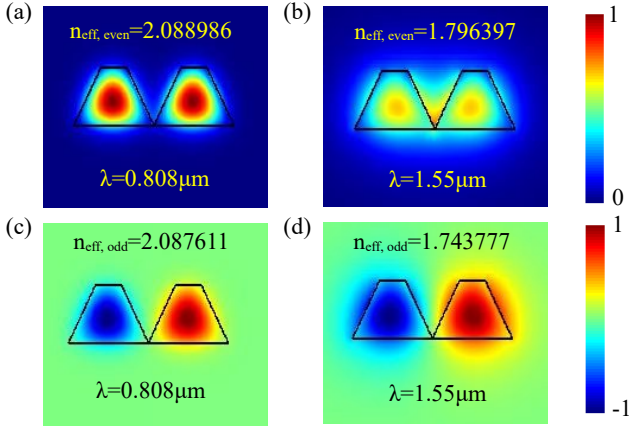 (a)
n_eff, even=2.088986
λ=0.808μm
(b)
n_eff, even=1.796397
λ=1.55μm
1
0
(c)
n_eff, odd=2.087611
λ=0.808μm
(d)
n_eff, odd=1.743777
λ=1.55μm
1
-1